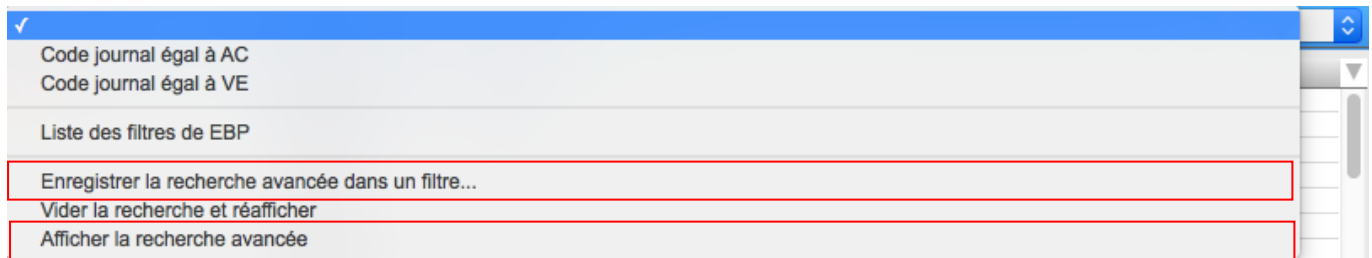 ✓
Code journal égal à AC
Code journal égal à VE
Liste des filtres de EBP
Enregistrer la recherche avancée dans un filtre...
Vider la recherche et réafficher
Afficher la recherche avancée